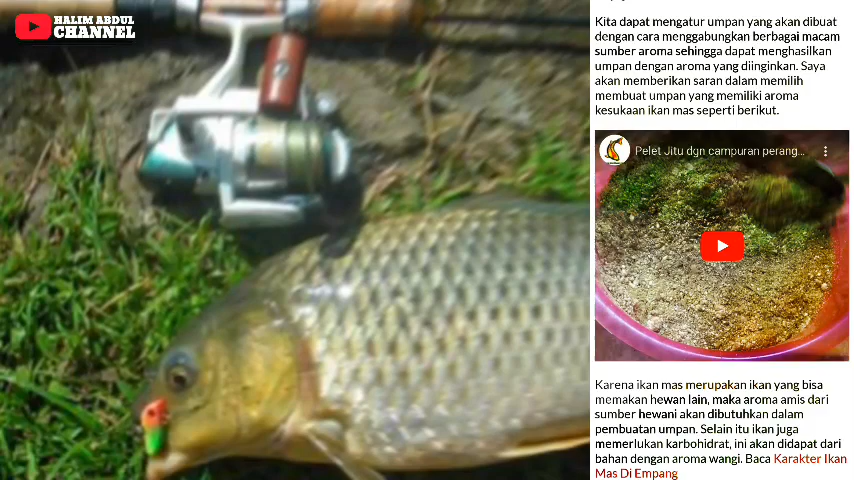 HALIM ABDUL
CHANNEL
Kita dapat mengatur umpan yang akan dibuat
dengan cara menggabungkan berbagai macam
sumber aroma sehingga dapat menghasilkan
umpan dengan aroma yang diinginkan. Saya
akan memberikan saran dalam memilih
membuat umpan yang memiliki aroma
kesukaan ikan mas seperti berikut.
Pelet Jitu dgn campuran perang...
Karena ikan mas merupakan ikan yang bisa
memakan hewan lain, maka aroma amis dari
sumber hewani akan dibutuhkan dalam
pembuatan umpan. Selain itu ikan juga
memerlukan karbohidrat, ini akan didapat dari
bahan dengan aroma wangi. Baca Karakter Ikan
Mas Di Empang